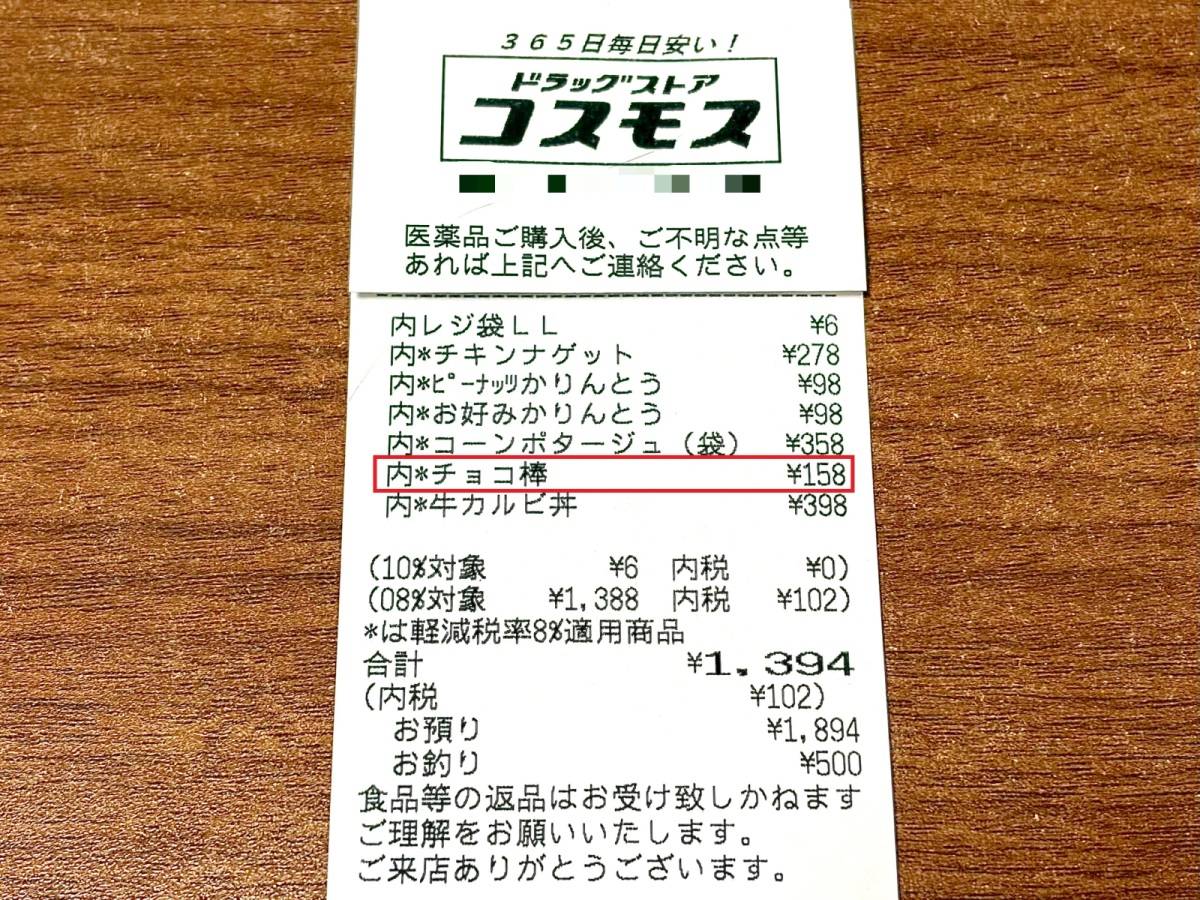 365日毎日安い!
ドラッグストア
コスモス
医薬品ご購入後、ご不明な点等
あれば上記へご連絡ください。
内レジ袋LL ¥6
内*チキンナゲット ¥278
内*ピーナッツかりんとう ¥98
内*お好みかりんとう ¥98
内*コーンポタージュ(袋) ¥358
内*チョコ棒 ¥158
内*牛カルビ丼 ¥398
(10%対象 ¥6 内税 ¥0)
(08%対象 ¥1,388 内税 ¥102)
*は軽減税率8%適用商品
合計 ¥1,394
(内税 ¥102)
お預り ¥1,894
お釣り ¥500
食品等の返品はお受け致しかねます
ご理解をお願いいたします。
ご来店ありがとうございます。